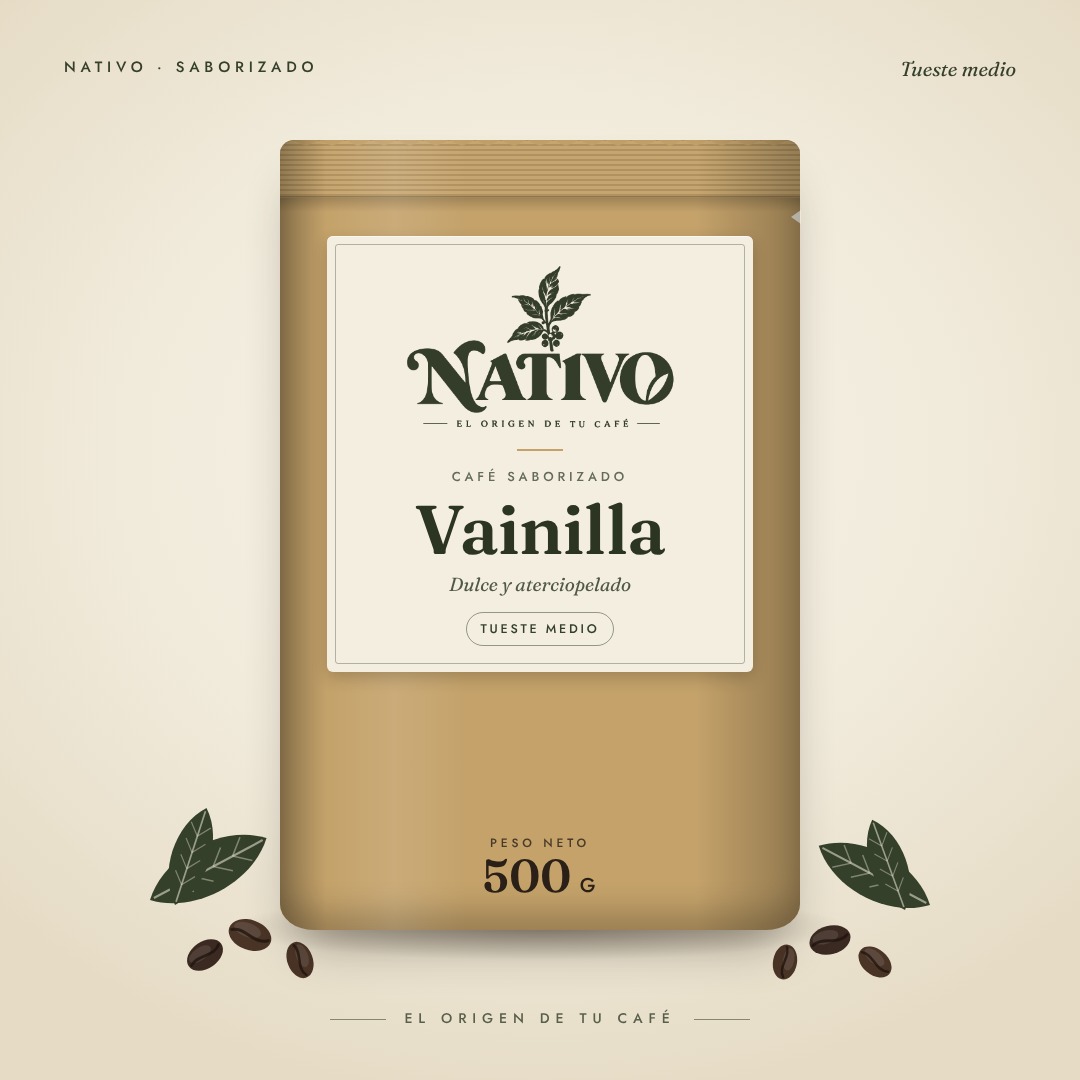 NATIVO · SABORIZADO
Tueste medio
NATIVO
EL ORIGEN DE TU CAFÉ
CAFÉ SABORIZADO
Vainilla
Dulce y aterciopelado
TUESTE MEDIO
PESO NETO
500 G
EL ORIGEN DE TU CAFÉ